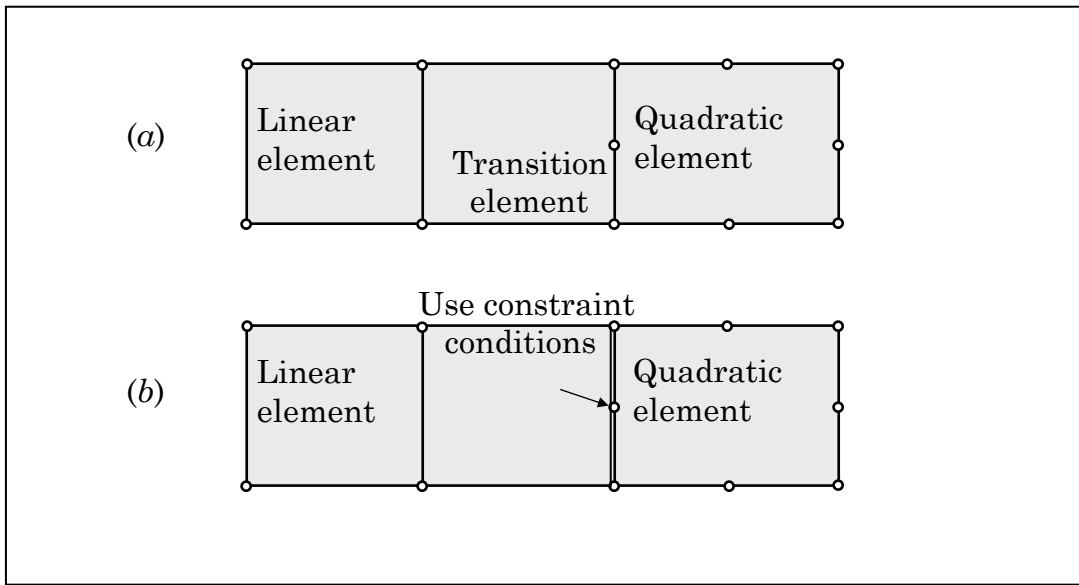 (a)
Linear
element
Transition
element
Quadratic
element
Use constraint
conditions
(b)
Linear
element
Quadratic
element